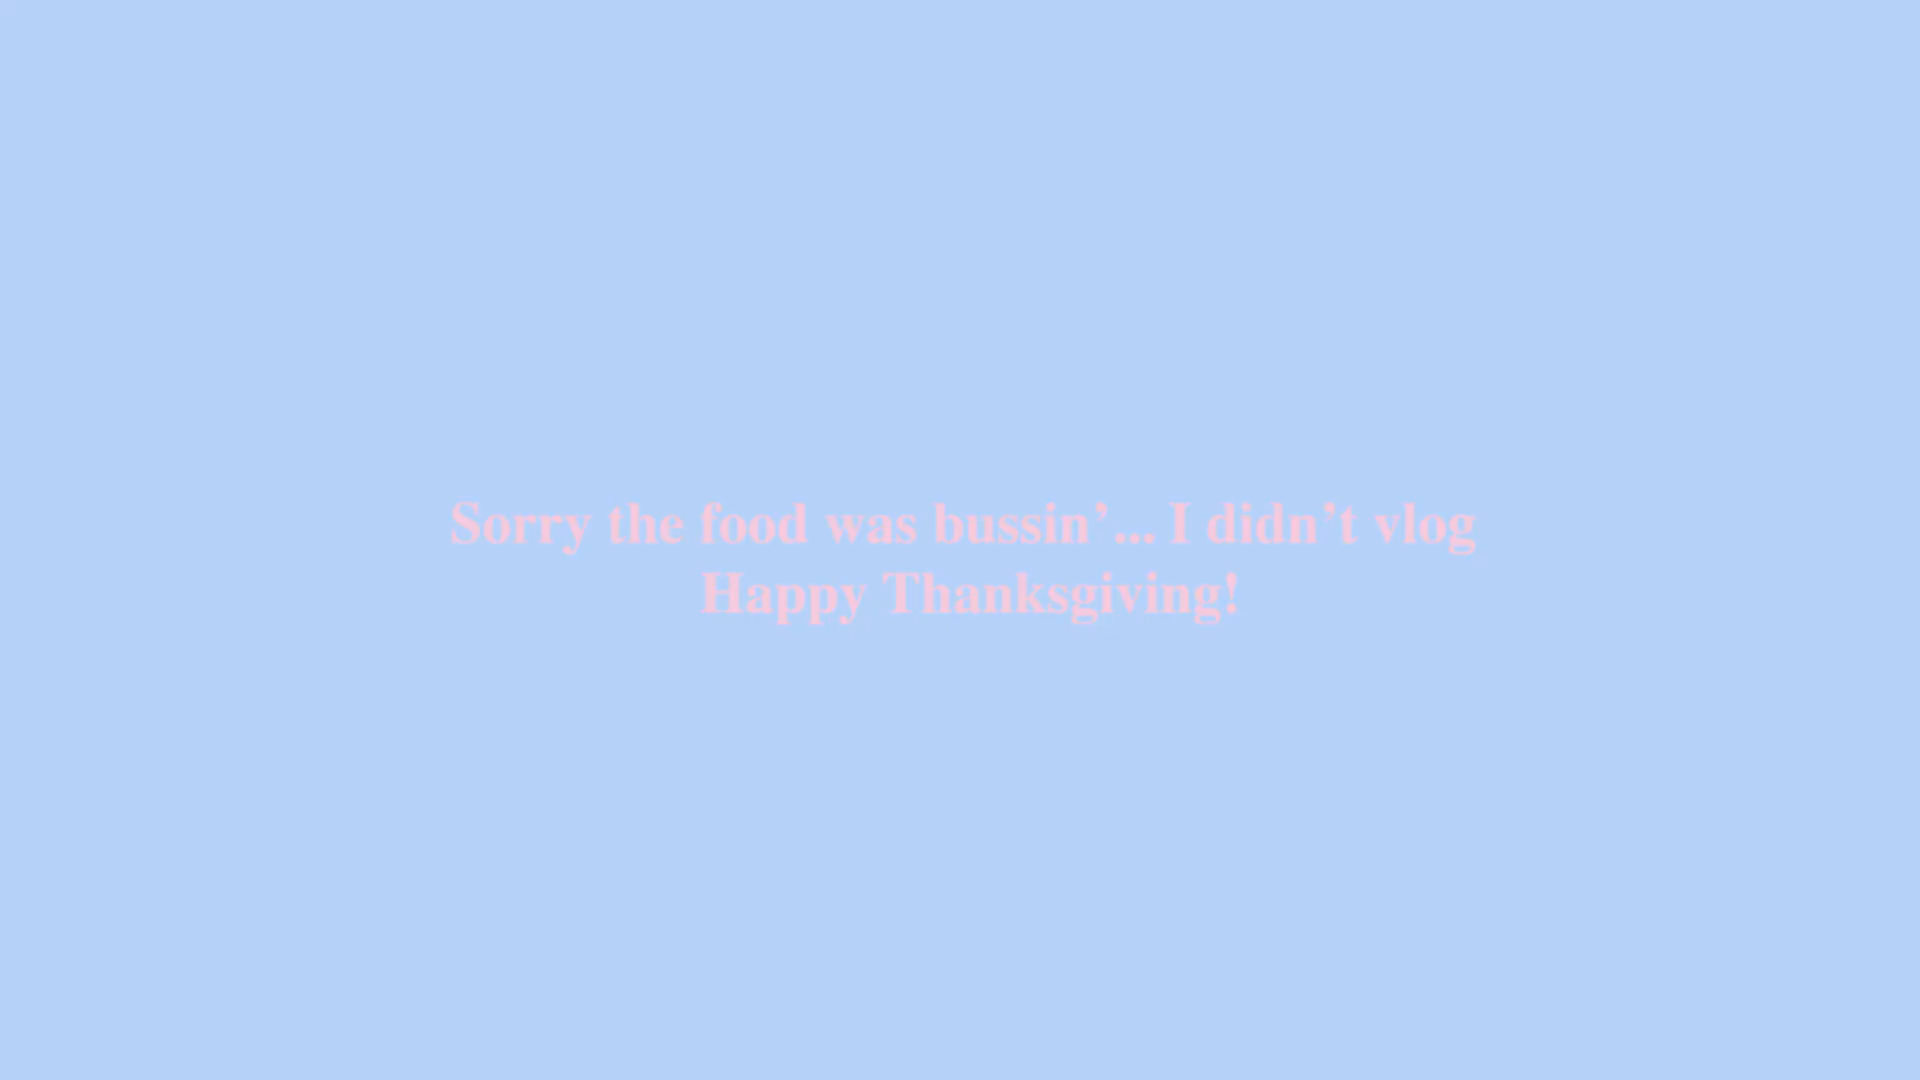 Sorry the food was bussin’... I didn’t vlog
Happy Thanksgiving!